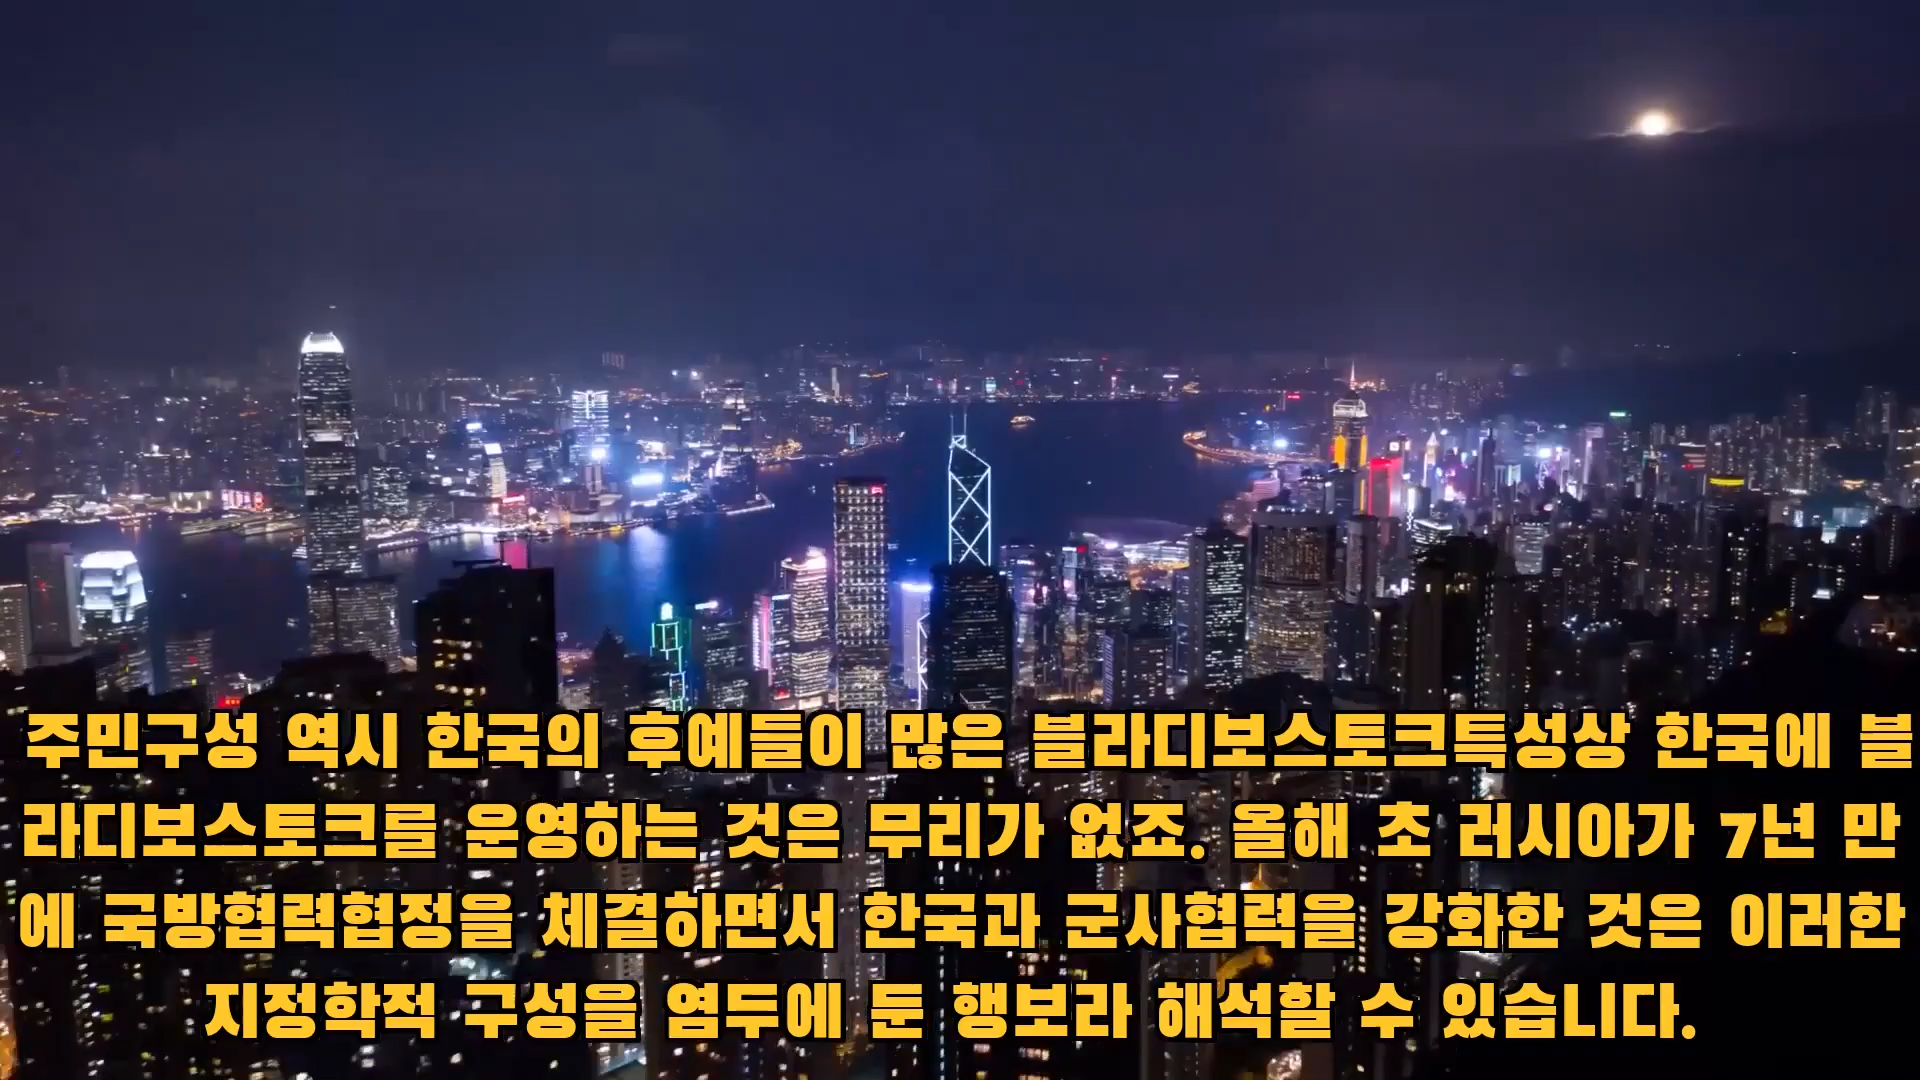 주민구성 역시 한국의 후예들이 많은 블라디보스토크특성상 한국에 블
라디보스토크를 운영하는 것은 무리가 없죠. 올해 초 러시아가 7년 만
에 국방협력협정을 체결하면서 한국과 군사협력을 강화한 것은 이러한
지정학적 구성을 염두에 둔 행보라 해석할 수 있습니다.